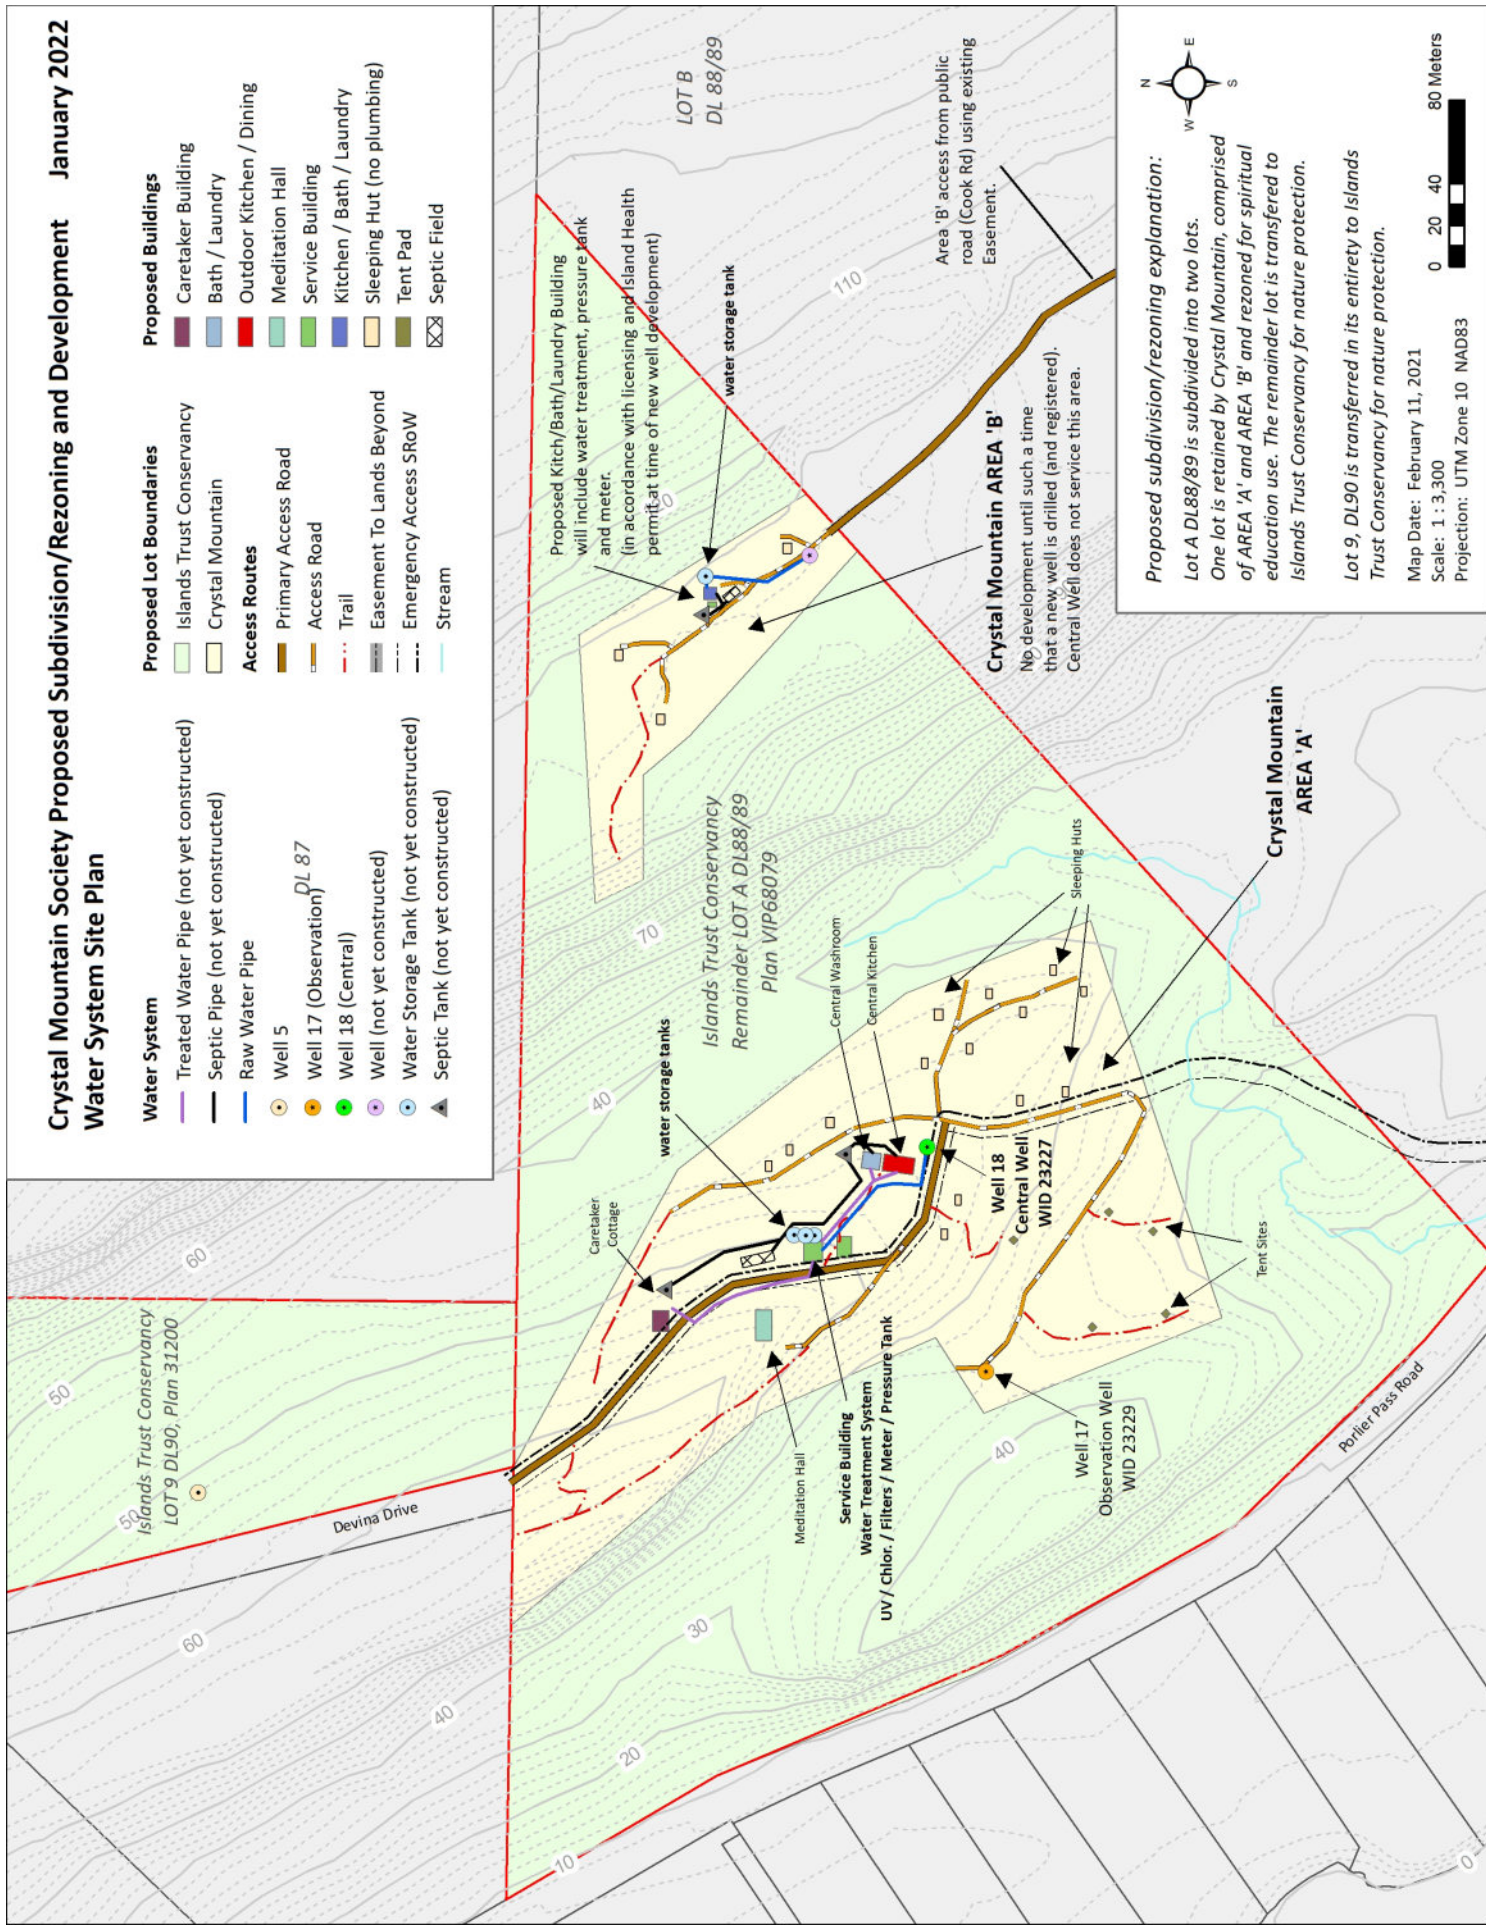 Crystal Mountain Society Proposed Subdivision/Rezoning and Development January 2022
Water System Site Plan
Water System
Treated Water Pipe (not yet constructed)
Septic Pipe (not yet constructed)
Raw Water Pipe
Well 5
Well 17 (Observation)
Well 18 (Central)
Well (not yet constructed)
Water Storage Tank (not yet constructed)
Septic Tank (not yet constructed)
DL 87
Proposed Lot Boundaries
Islands Trust Conservancy
Crystal Mountain
Access Routes
Primary Access Road
Access Road
Trail
Easement To Lands Beyond
Emergency Access SRoW
Stream
Proposed Buildings
Caretaker Building
Bath / Laundry
Outdoor Kitchen / Dining
Meditation Hall
Service Building
Kitchen / Bath / Laundry
Sleeping Hut (no plumbing)
Tent Pad
Septic Field
LOT B
DL 88/89
Proposed Kitch/Bath/Laundry Building
will include water treatment, pressure tank
and meter.
(in accordance with licensing and Island Health
permit at time of new well development)
water storage tank
110
Area 'B' access from public
road (Cook Rd) using existing
Easement.
Crystal Mountain AREA 'B'
No development until such a time
that a new well is drilled (and registered).
Central Well does not service this area.
60
50
50
Islands Trust Conservancy
LOT 9 DL90, Plan 31200
Devina Drive
60
40
30
20
10
0
Caretaker
Cottage
water storage tanks
40
70
Islands Trust Conservancy
Remainder LOT A DL88/89
Plan VIP68079
Central Washroom
Central Kitchen
Sleeping Huts
Crystal Mountain
AREA 'A'
Well 18
Central Well
WID 23227
Meditation Hall
Service Building
Water Treatment System
UV / Chlor. / Filters / Meter / Pressure Tank
40
Well 17
Observation Well
WID 23229
Tent Sites
Porlier Pass Road
Proposed subdivision/rezoning explanation:
Lot A DL88/89 is subdivided into two lots.
One lot is retained by Crystal Mountain, comprised
of AREA 'A' and AREA 'B' and rezoned for spiritual
education use. The remainder lot is transferred to
Islands Trust Conservancy for nature protection.
Lot 9, DL90 is transferred in its entirety to Islands
Trust Conservancy for nature protection.
Map Date: February 11, 2021
Scale: 1 : 3,300
Projection: UTM Zone 10 NAD83
N
W
E
S
0 20 40 80 Meters